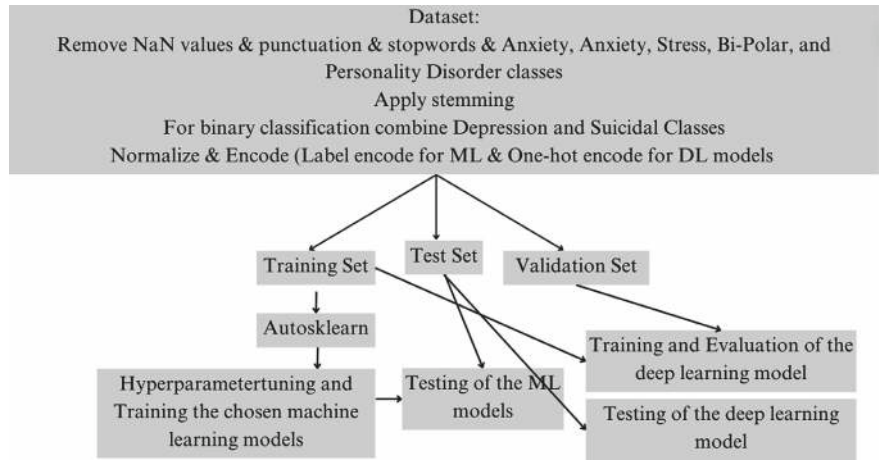 Dataset:
Remove NaN values & punctuation & stopwords & Anxiety, Anxiety, Stress, Bi-Polar, and
Personality Disorder classes
Apply stemming
For binary classification combine Depression and Suicidal Classes
Normalize & Encode (Label encode for ML & One-hot encode for DL models
Training Set
Test Set
Validation Set
Autosklearn
Training and Evaluation of the
deep learning model
Hyperparametertuning and
Training the chosen machine
learning models
Testing of the ML
models
Testing of the deep learning
model